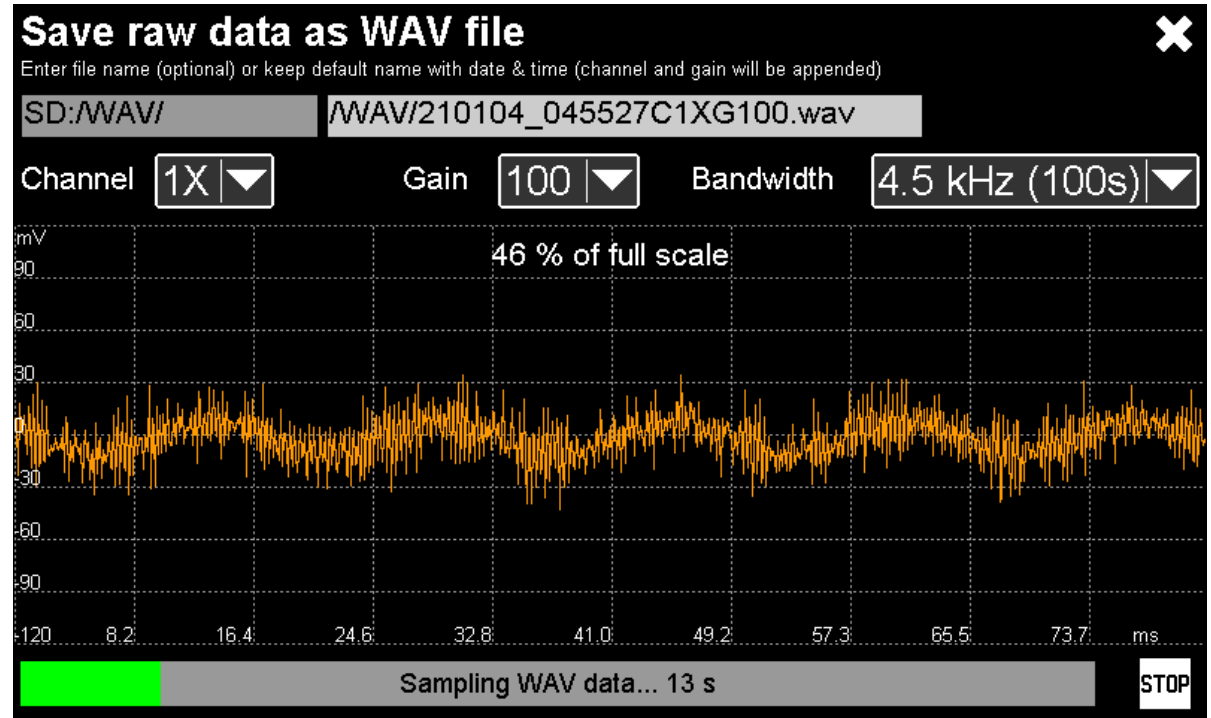 Save raw data as WAV file
Enter file name (optional) or keep default name with date & time (channel and gain will be appended)
SD:/WAV/ /WAV/210104_045527C1XG100.wav
Channel 1X Gain 100 Bandwidth 4.5 kHz (100s)
mV
46 % of full scale
90
60
30
0
-30
-60
-90
-120 8.2 16.4 24.6 32.8 41.0 49.2 57.3 65.5 73.7 ms
Sampling WAV data... 13 s STOP